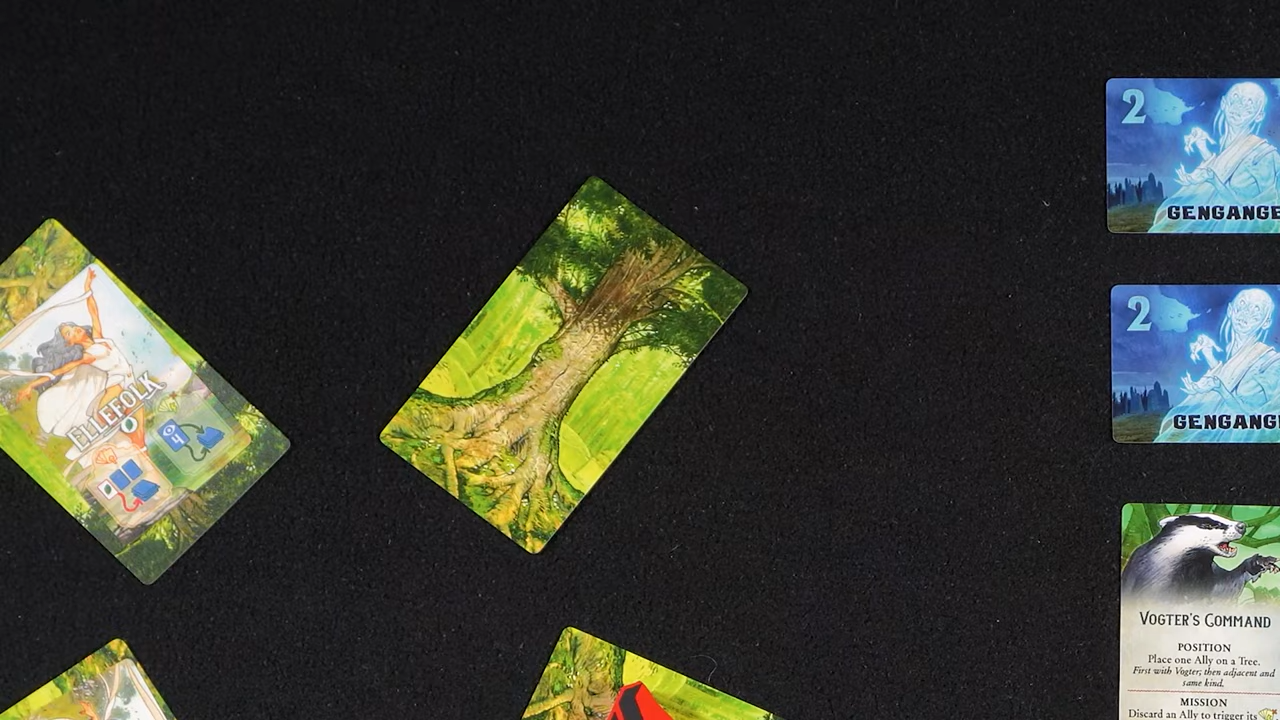 2
GENGANGE
2
GENGANGE
ELLEFOLK
4
VOGTER'S COMMAND
POSITION
Place one Ally on a Tree.
First with Vogter; then adjacent and
same kind.
MISSION
Discard an Ally to trigger its